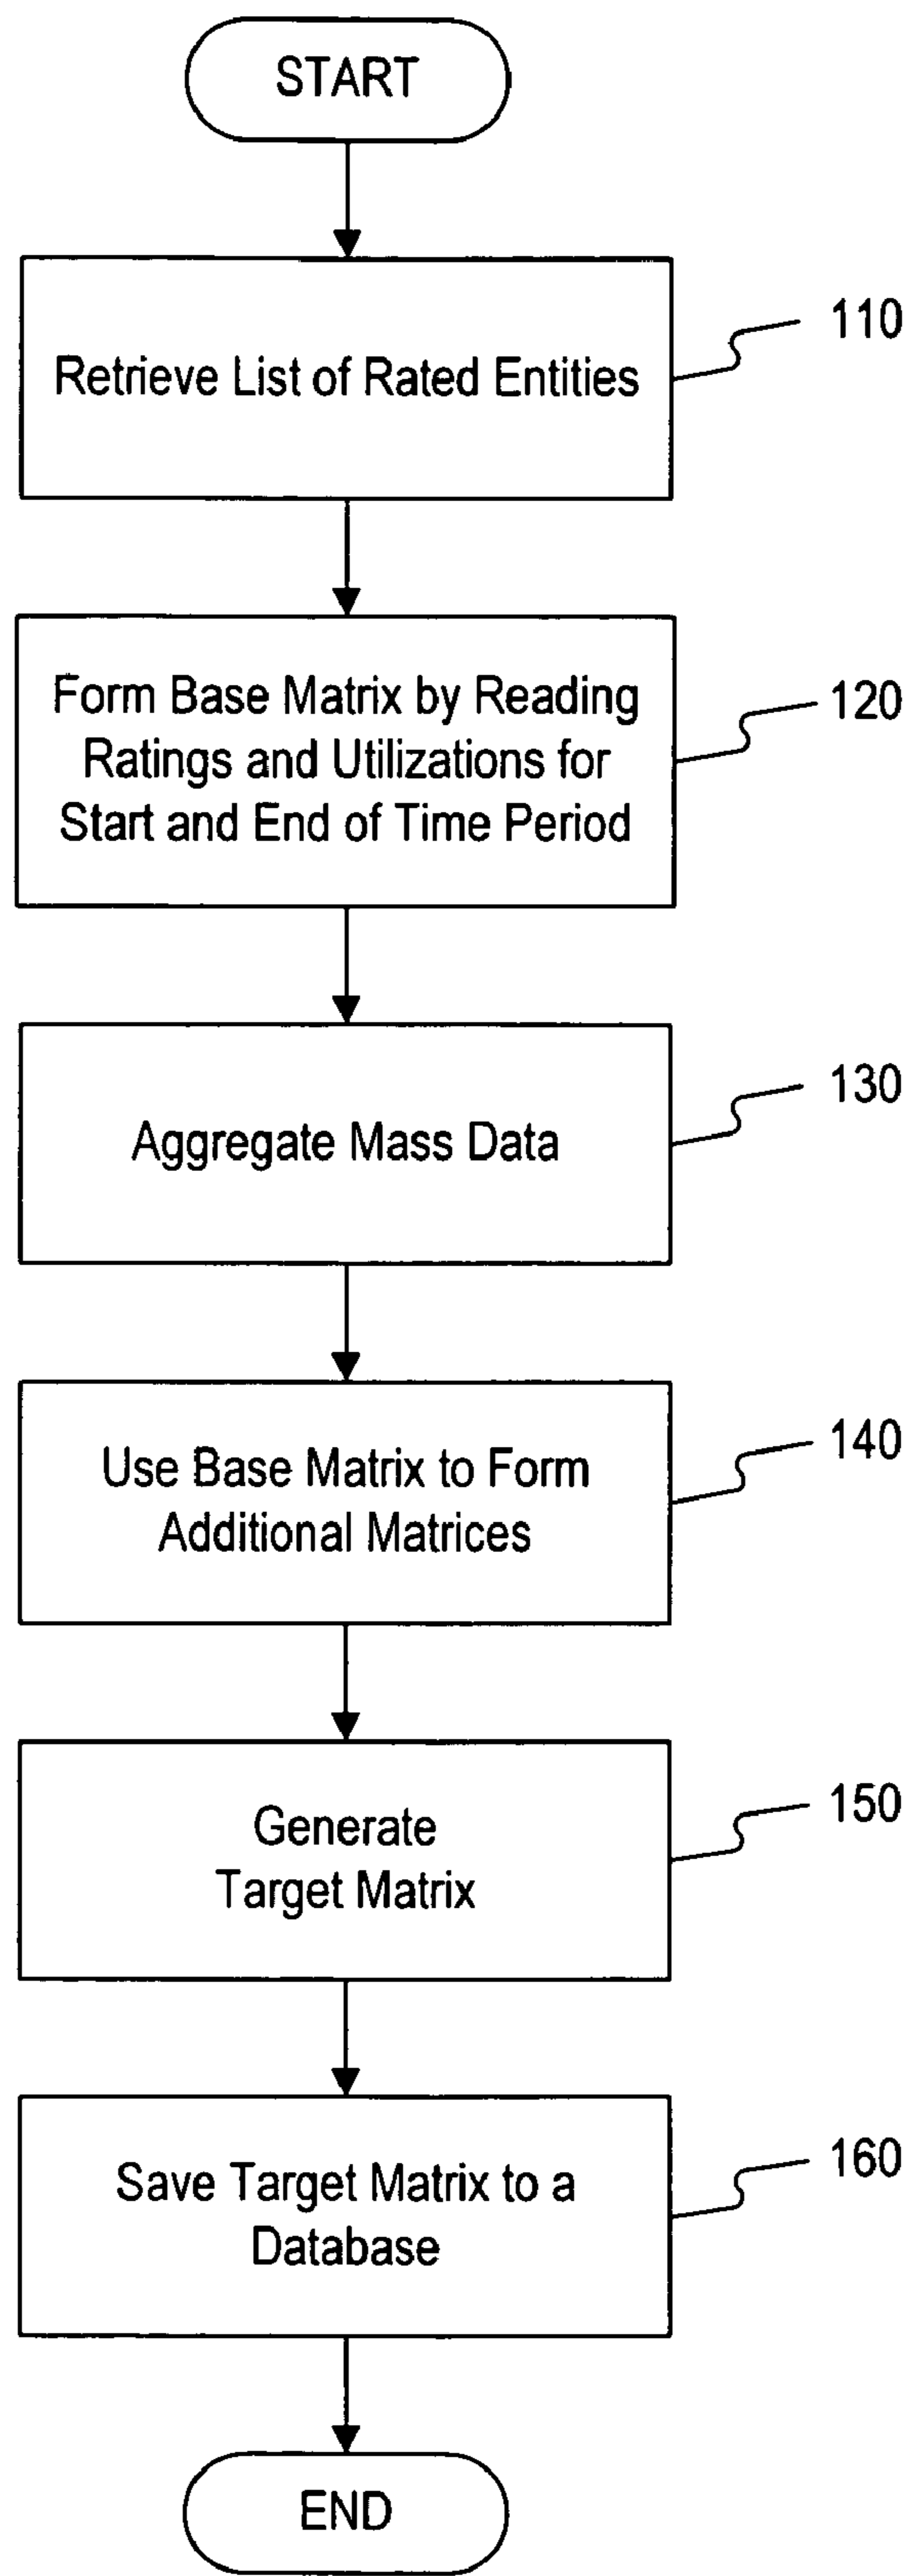 START
110
Retrieve List of Rated Entities
120
Form Base Matrix by Reading
Ratings and Utilizations for
Start and End of Time Period
130
Aggregate Mass Data
140
Use Base Matrix to Form
Additional Matrices
150
Generate
Target Matrix
160
Save Target Matrix to a
Database
END